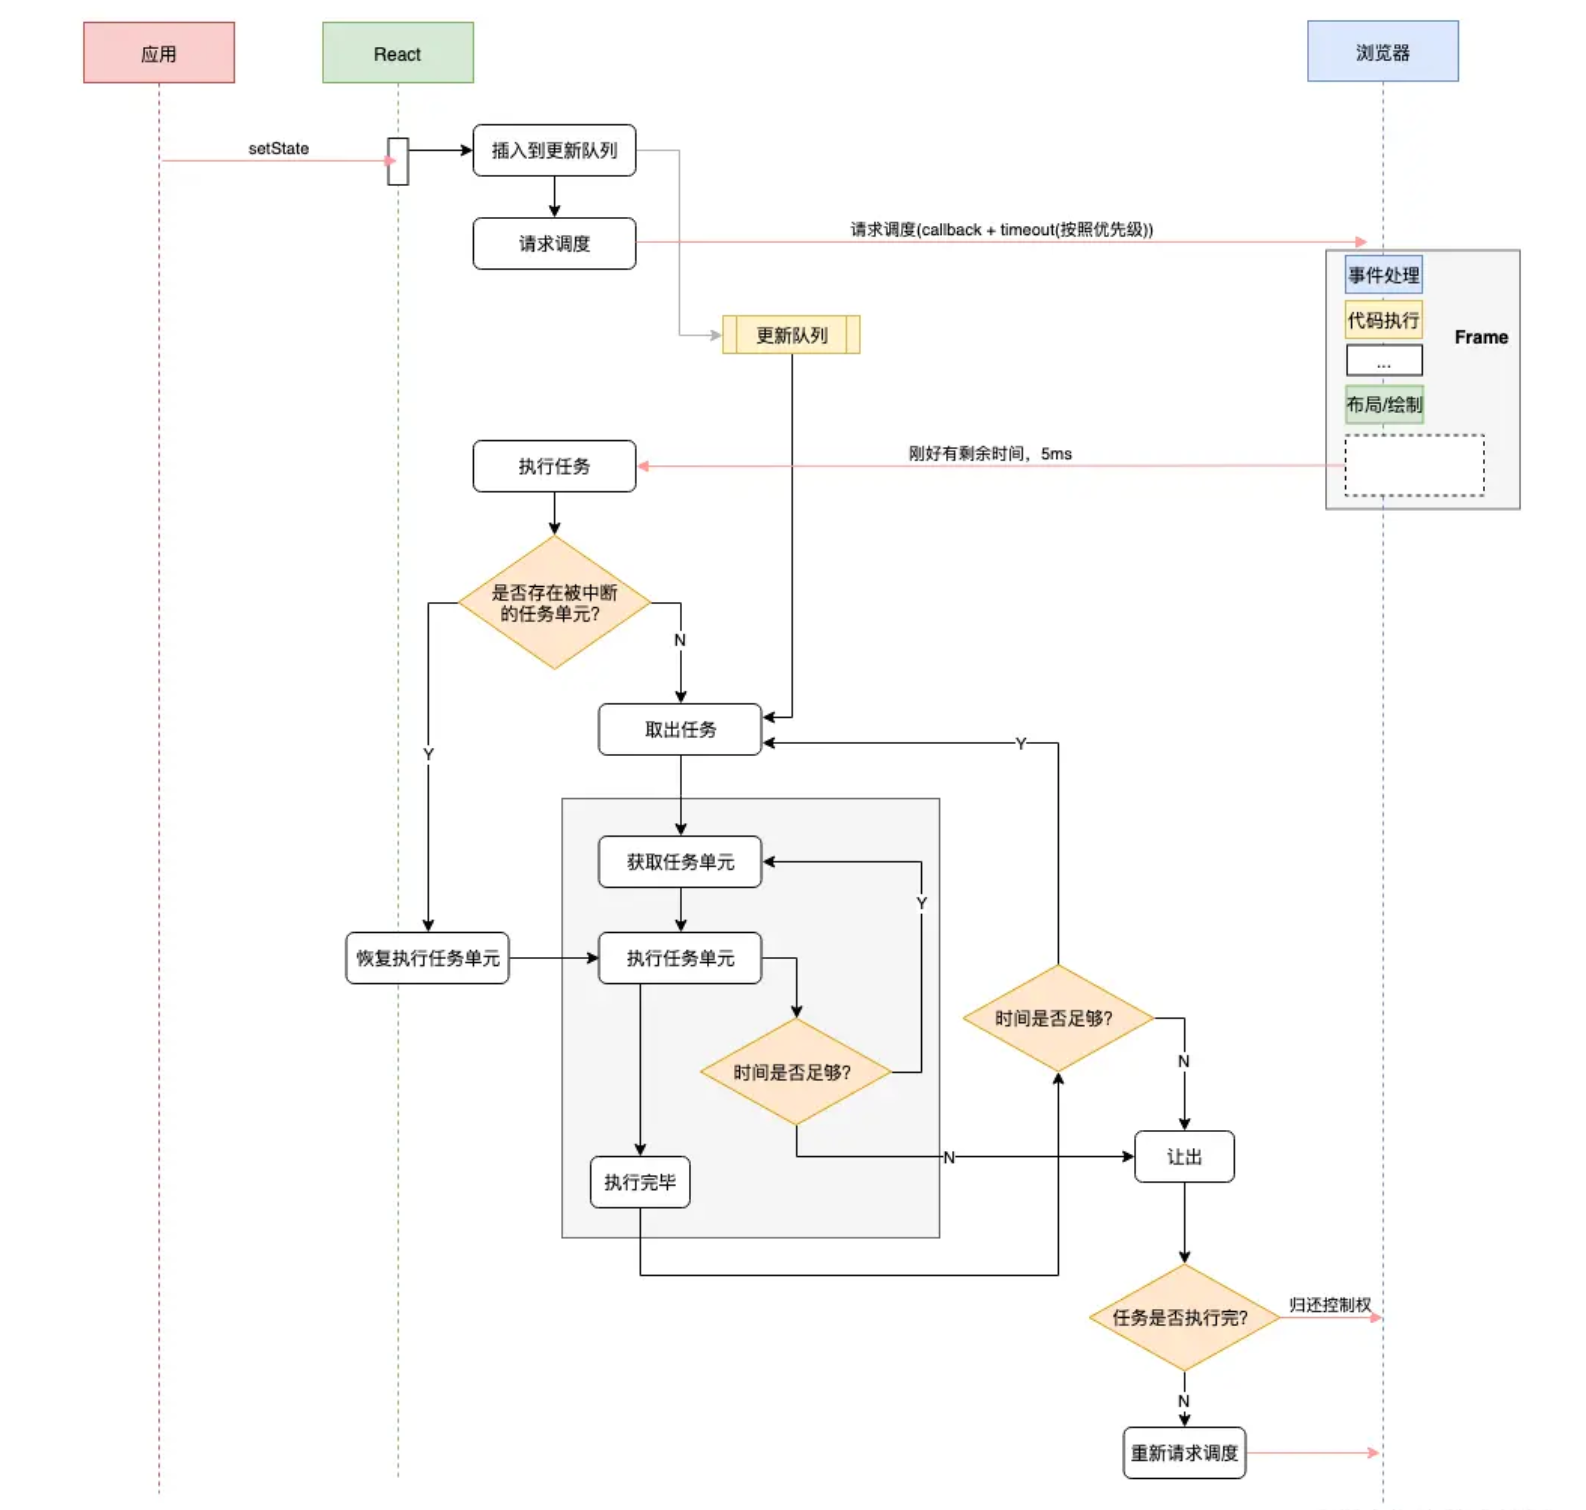 应用
React
浏览器
setState
插入到更新队列
请求调度
请求调度(callback + timeout(按照优先级))
事件处理
代码执行
Frame
...
布局/绘制
更新队列
执行任务
刚好有剩余时间，5ms
是否存在被中断
的任务单元?
N
Y
取出任务
Y
获取任务单元
Y
恢复执行任务单元
执行任务单元
时间是否足够?
N
时间是否足够?
N
让出
执行完毕
任务是否执行完?
归还控制权
N
重新请求调度